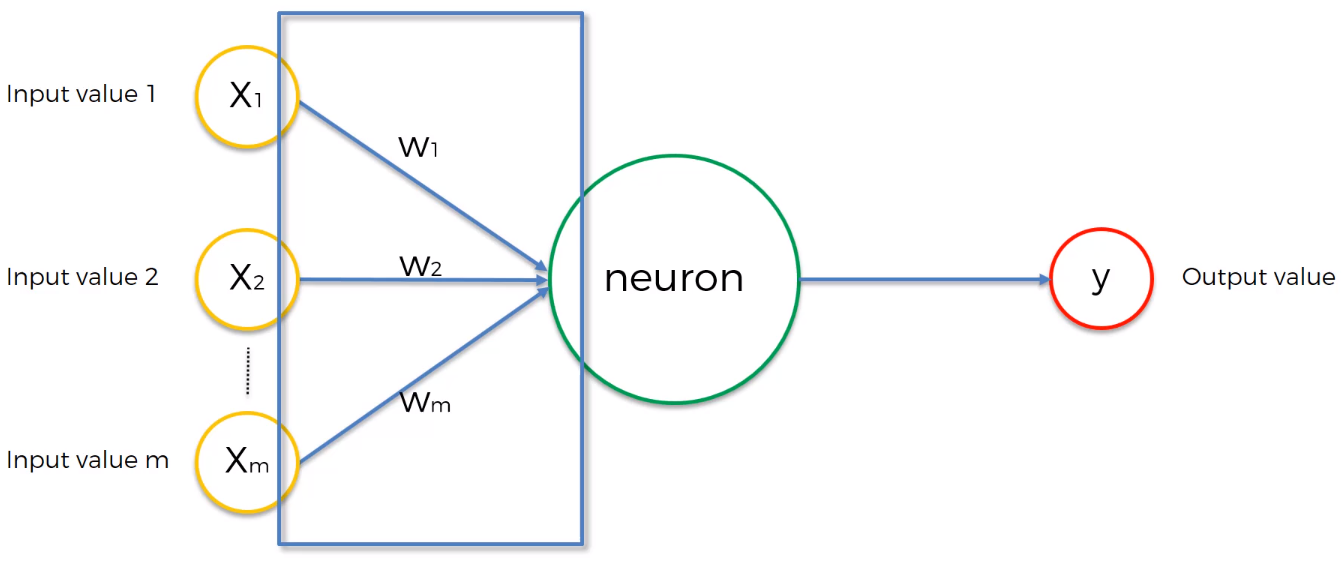 Input value 1
X1
W1
Input value 2
X2
W2
neuron
y
Output value
Wm
Input value m
Xm